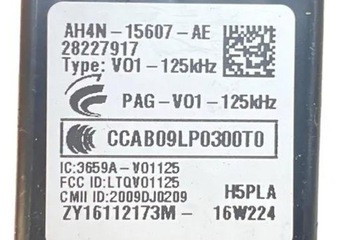 AH4N-15607-AE
28227917
Type: V01-125kHz
PAG-V01-125kHz
CCAB09LP0300T0
IC:3659A-V01125
FCC ID:LTQV01125
CMII ID:2009DJ0209
H5PLA
ZY16112173M- 16W224